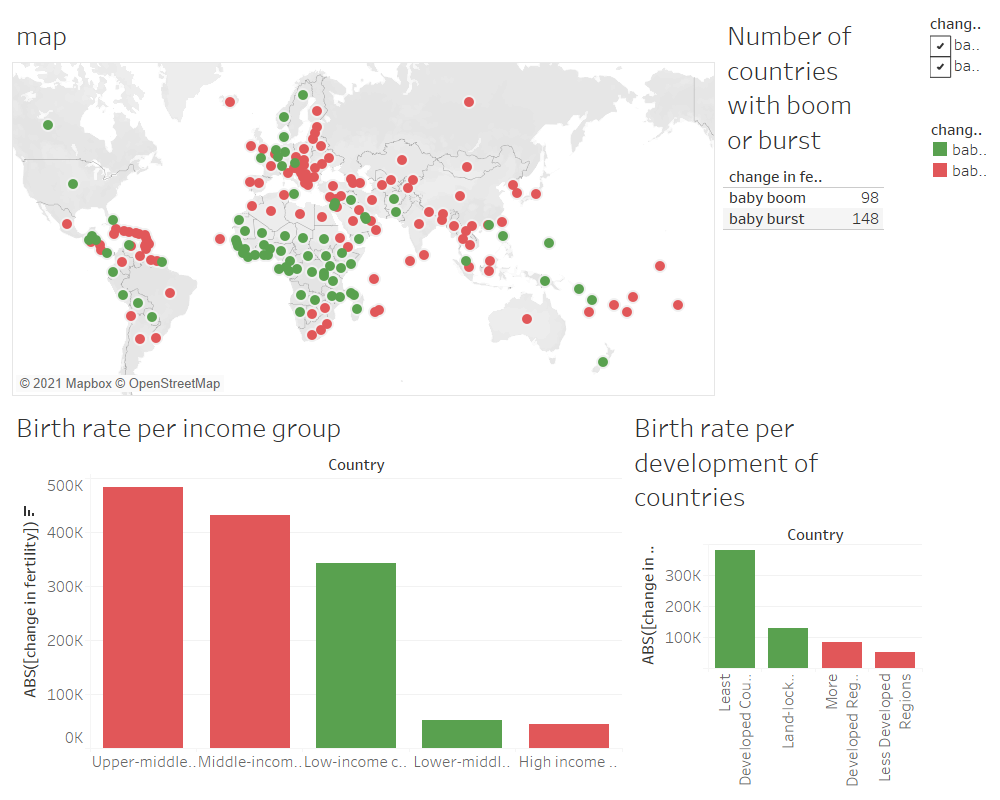 map
Number of
countries
with boom
or burst
chang..
ba..
ba..
chang..
bab..
bab..
change in fe..
baby boom 98
baby burst 148
© 2021 Mapbox © OpenStreetMap
Birth rate per income group
Country
ABS([change in fertility])
500K
400K
300K
200K
100K
0K
Upper-middle.. Middle-incom.. Low-income c.. Lower-middl.. High income ..
Birth rate per
development of
countries
Country
ABS([change in ..
300K
200K
100K
Least
Developed Cou..
Land-lock..
More
Developed Reg..
Less Developed
Regions